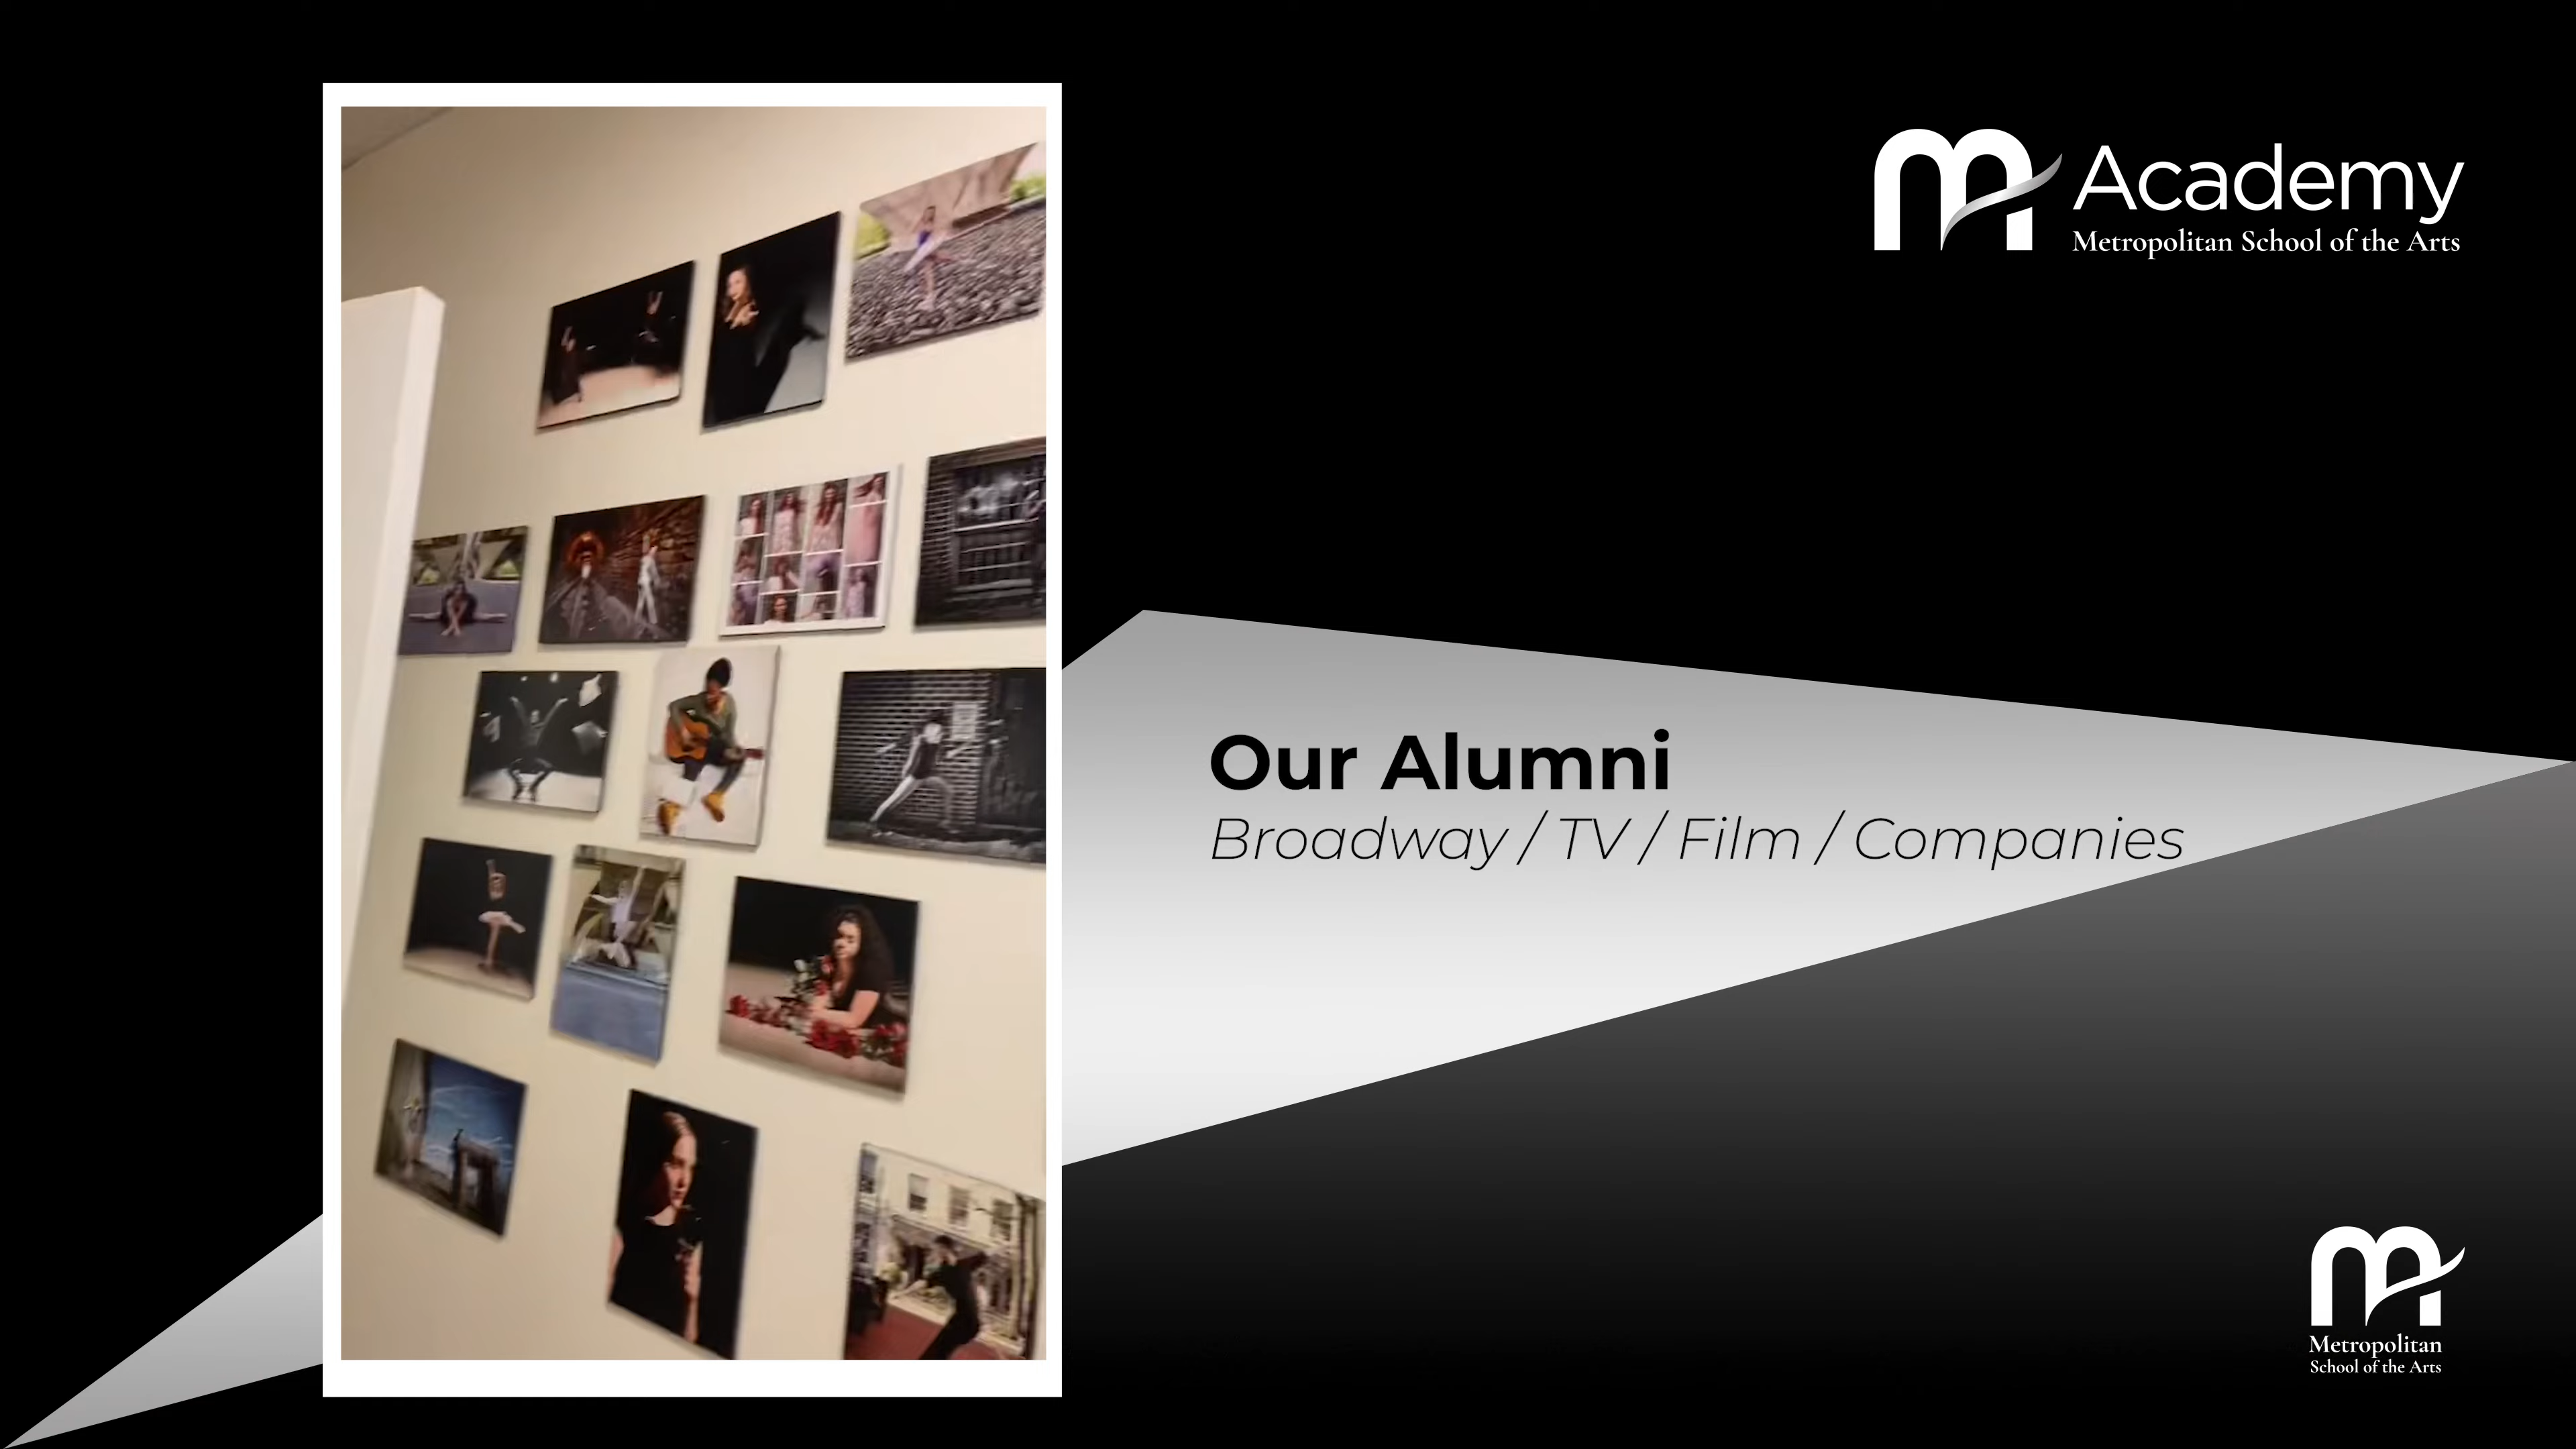 Academy
Metropolitan School of the Arts
Our Alumni
Broadway / TV / Film / Companies
Metropolitan
School of the Arts